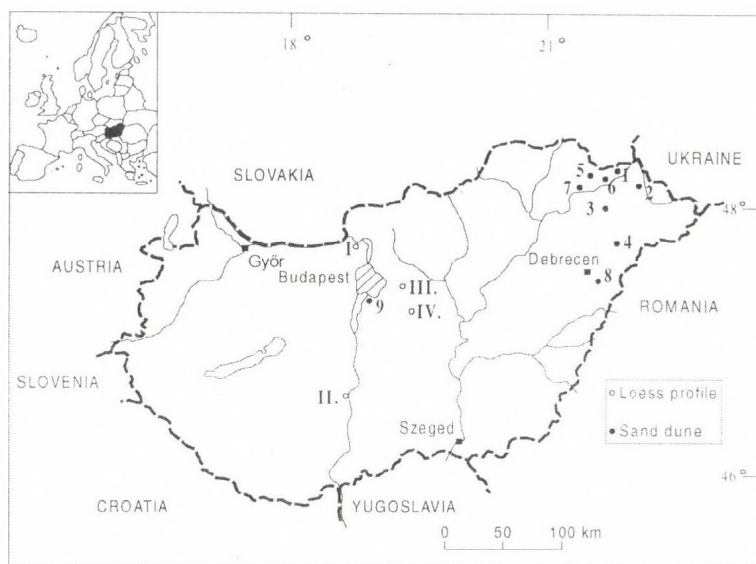 18°
21°
SLOVAKIA
UKRAINE
5
1
6
7
2
3
48°
4
I.
Győr
Budapest
AUSTRIA
Debrecen
III.
8
9
IV.
ROMANIA
SLOVENIA
II.
Loess profile
Szeged
Sand dune
46°
CROATIA
YUGOSLAVIA
0 50 100 km